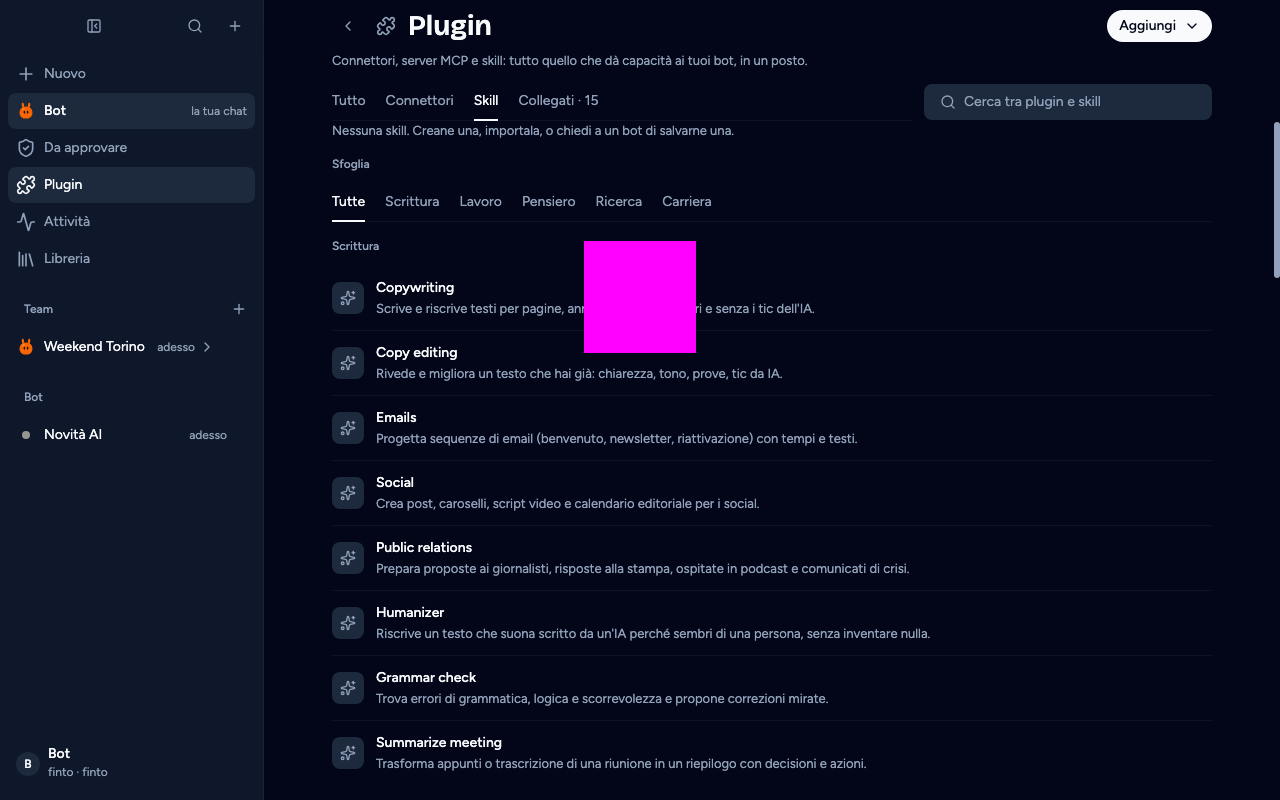 Nuovo
Bot la tua chat
Da approvare
Plugin
Attività
Libreria
Team
Weekend Torino adesso
Bot
Novità AI adesso
B
Bot
finto · finto
Plugin
Aggiungi
Connettori, server MCP e skill: tutto quello che dà capacità ai tuoi bot, in un posto.
Tutto Connettori Skill Collegati · 15
Cerca tra plugin e skill
Nessuna skill. Creane una, importala, o chiedi a un bot di salvarne una.
Sfoglia
Tutte Scrittura Lavoro Pensiero Ricerca Carriera
Scrittura
Copywriting
Scrive e riscrive testi per pagine, e senza i tic dell'IA.
Copy editing
Rivede e migliora un testo che hai già: chiarezza, tono, prove, tic da IA.
Emails
Progetta sequenze di email (benvenuto, newsletter, riattivazione) con tempi e testi.
Social
Crea post, caroselli, script video e calendario editoriale per i social.
Public relations
Prepara proposte ai giornalisti, risposte alla stampa, ospitate in podcast e comunicati di crisi.
Humanizer
Riscrive un testo che suona scritto da un'IA perché sembri di una persona, senza inventare nulla.
Grammar check
Trova errori di grammatica, logica e scorrevolezza e propone correzioni mirate.
Summarize meeting
Trasforma appunti o trascrizione di una riunione in un riepilogo con decisioni e azioni.